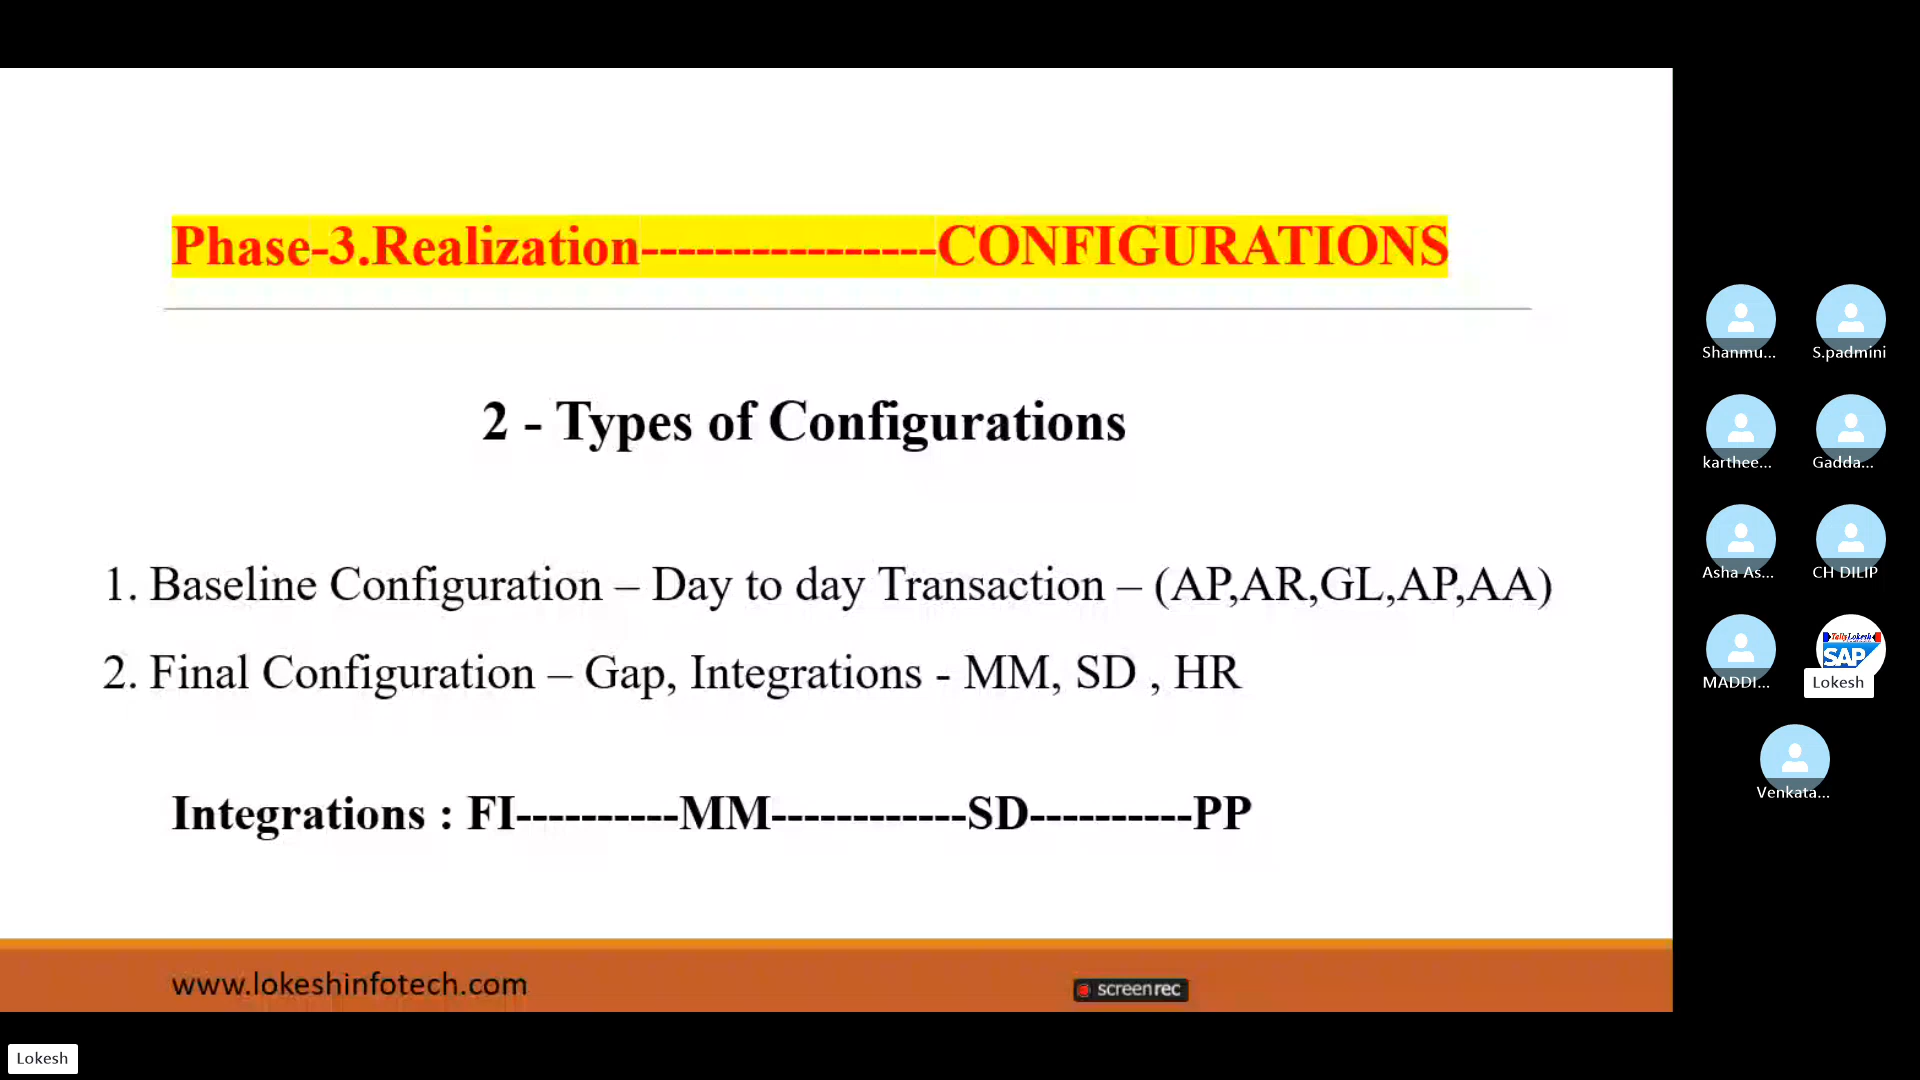 Phase-3.Realization----------------CONFIGURATIONS
2 - Types of Configurations
1. Baseline Configuration – Day to day Transaction – (AP,AR,GL,AP,AA)
2. Final Configuration – Gap, Integrations - MM, SD , HR
Integrations : FI----------MM------------SD----------PP
www.lokeshinfotech.com
screenrec
Shanmu...
S.padmini
karthee...
Gadda...
Asha As...
CH DILIP
MADDI...
TallyLokesh
SAP
Lokesh
Venkata...
Lokesh